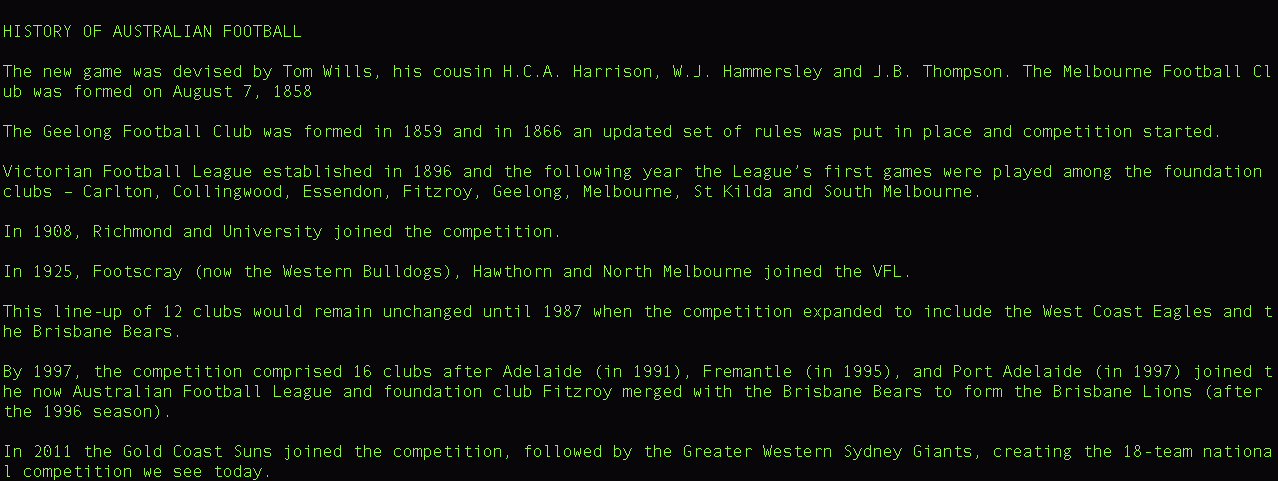 HISTORY OF AUSTRALIAN FOOTBALL
The new game was devised by Tom Wills, his cousin H.C.A. Harrison, W.J. Hammersley and J.B. Thompson. The Melbourne Football Cl
ub was formed on August 7, 1858
The Geelong Football Club was formed in 1859 and in 1866 an updated set of rules was put in place and competition started.
Victorian Football League established in 1896 and the following year the League's first games were played among the foundation
clubs – Carlton, Collingwood, Essendon, Fitzroy, Geelong, Melbourne, St Kilda and South Melbourne.
In 1908, Richmond and University joined the competition.
In 1925, Footscray (now the Western Bulldogs), Hawthorn and North Melbourne joined the VFL.
This line-up of 12 clubs would remain unchanged until 1987 when the competition expanded to include the West Coast Eagles and t
he Brisbane Bears.
By 1997, the competition comprised 16 clubs after Adelaide (in 1991), Fremantle (in 1995), and Port Adelaide (in 1997) joined t
he now Australian Football League and foundation club Fitzroy merged with the Brisbane Bears to form the Brisbane Lions (after
the 1996 season).
In 2011 the Gold Coast Suns joined the competition, followed by the Greater Western Sydney Giants, creating the 18-team nationa
l competition we see today.